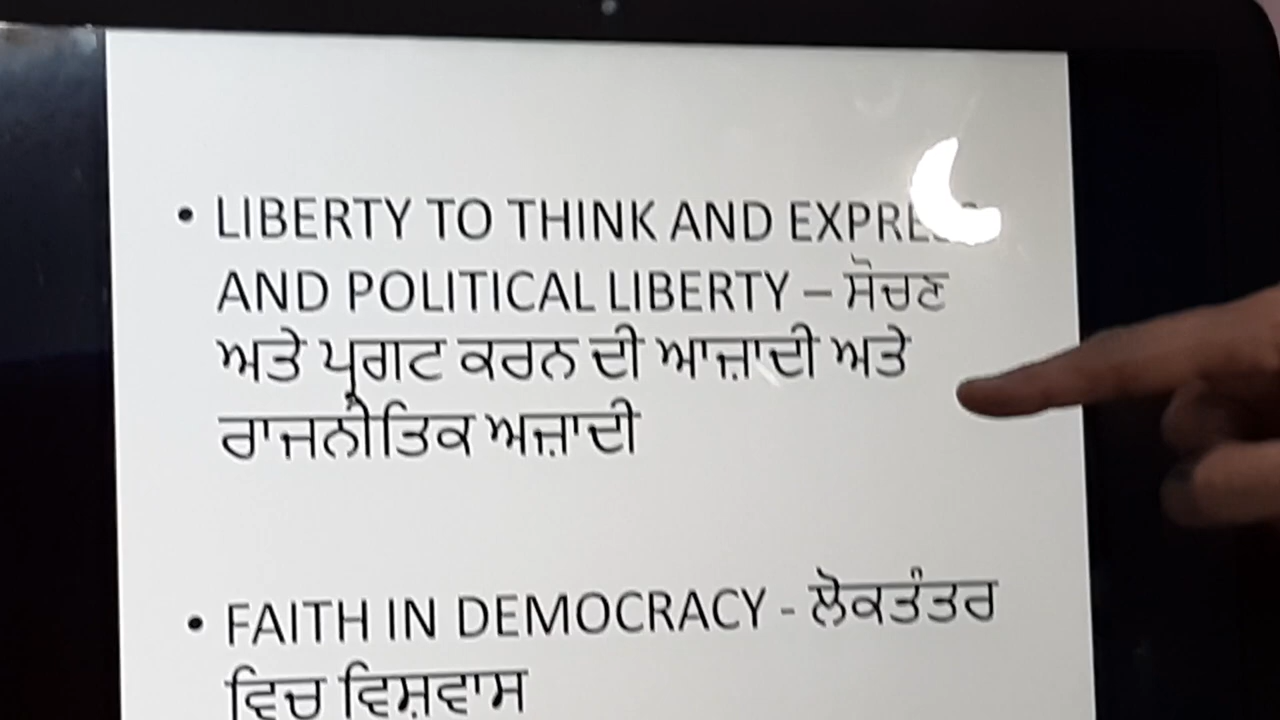 • LIBERTY TO THINK AND EXPRESS
AND POLITICAL LIBERTY – ਸੋਚਣ
ਅਤੇ ਪ੍ਰਗਟ ਕਰਨ ਦੀ ਆਜ਼ਾਦੀ ਅਤੇ
ਰਾਜਨੀਤਿਕ ਅਜ਼ਾਦੀ
• FAITH IN DEMOCRACY - ਲੋਕਤੰਤਰ
ਵਿਚ ਵਿਸ਼ਵਾਸ